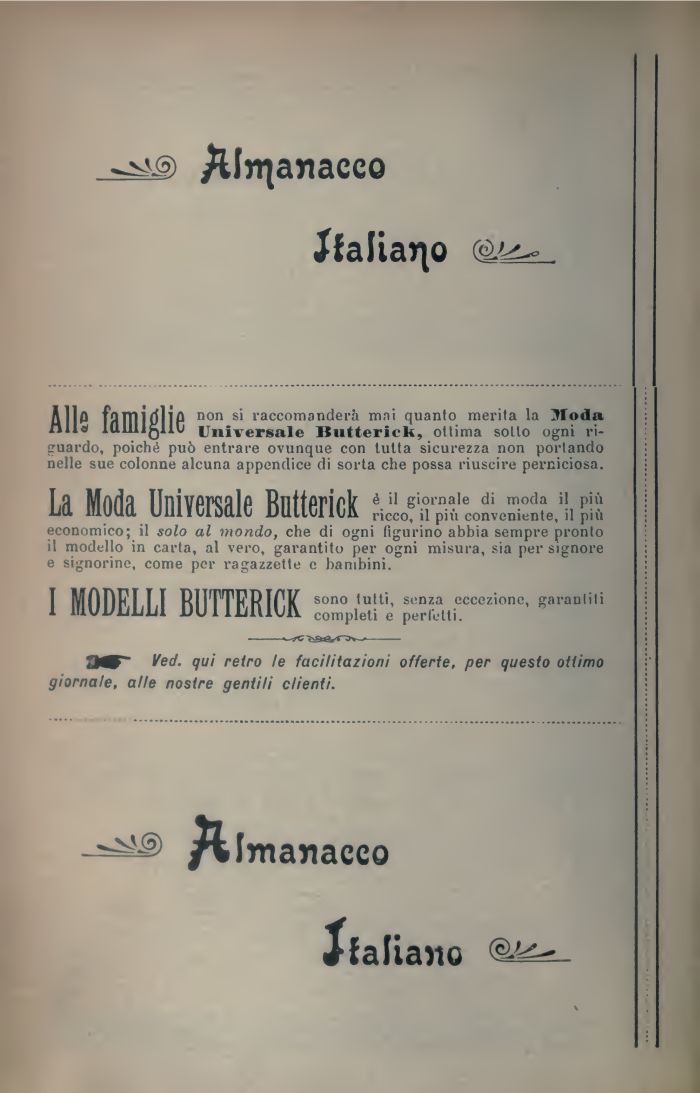 Almanacco
Italiano
Alle famiglie non si raccomanderà mai quanto merita la Moda
Universale Butterick, ottima sotto ogni ri-
guardo, poichè può entrare ovunque con tutta sicurezza non portando
nelle sue colonne alcuna appendice di sorta che possa riuscire perniciosa.
La Moda Universale Butterick è il giornale di moda il più
ricco, il più conveniente, il più
economico; il solo al mondo, che di ogni figurino abbia sempre pronto
il modello in carta, al vero, garantito per ogni misura, sia per signore
e signorine, come per ragazzette e bambini.
I MODELLI BUTTERICK sono tutti, senza eccezione, garantiti
completi e perfetti.
Ved. qui retro le facilitazioni offerte, per questo ottimo
giornale, alle nostre gentili clienti.
Almanacco
Italiano